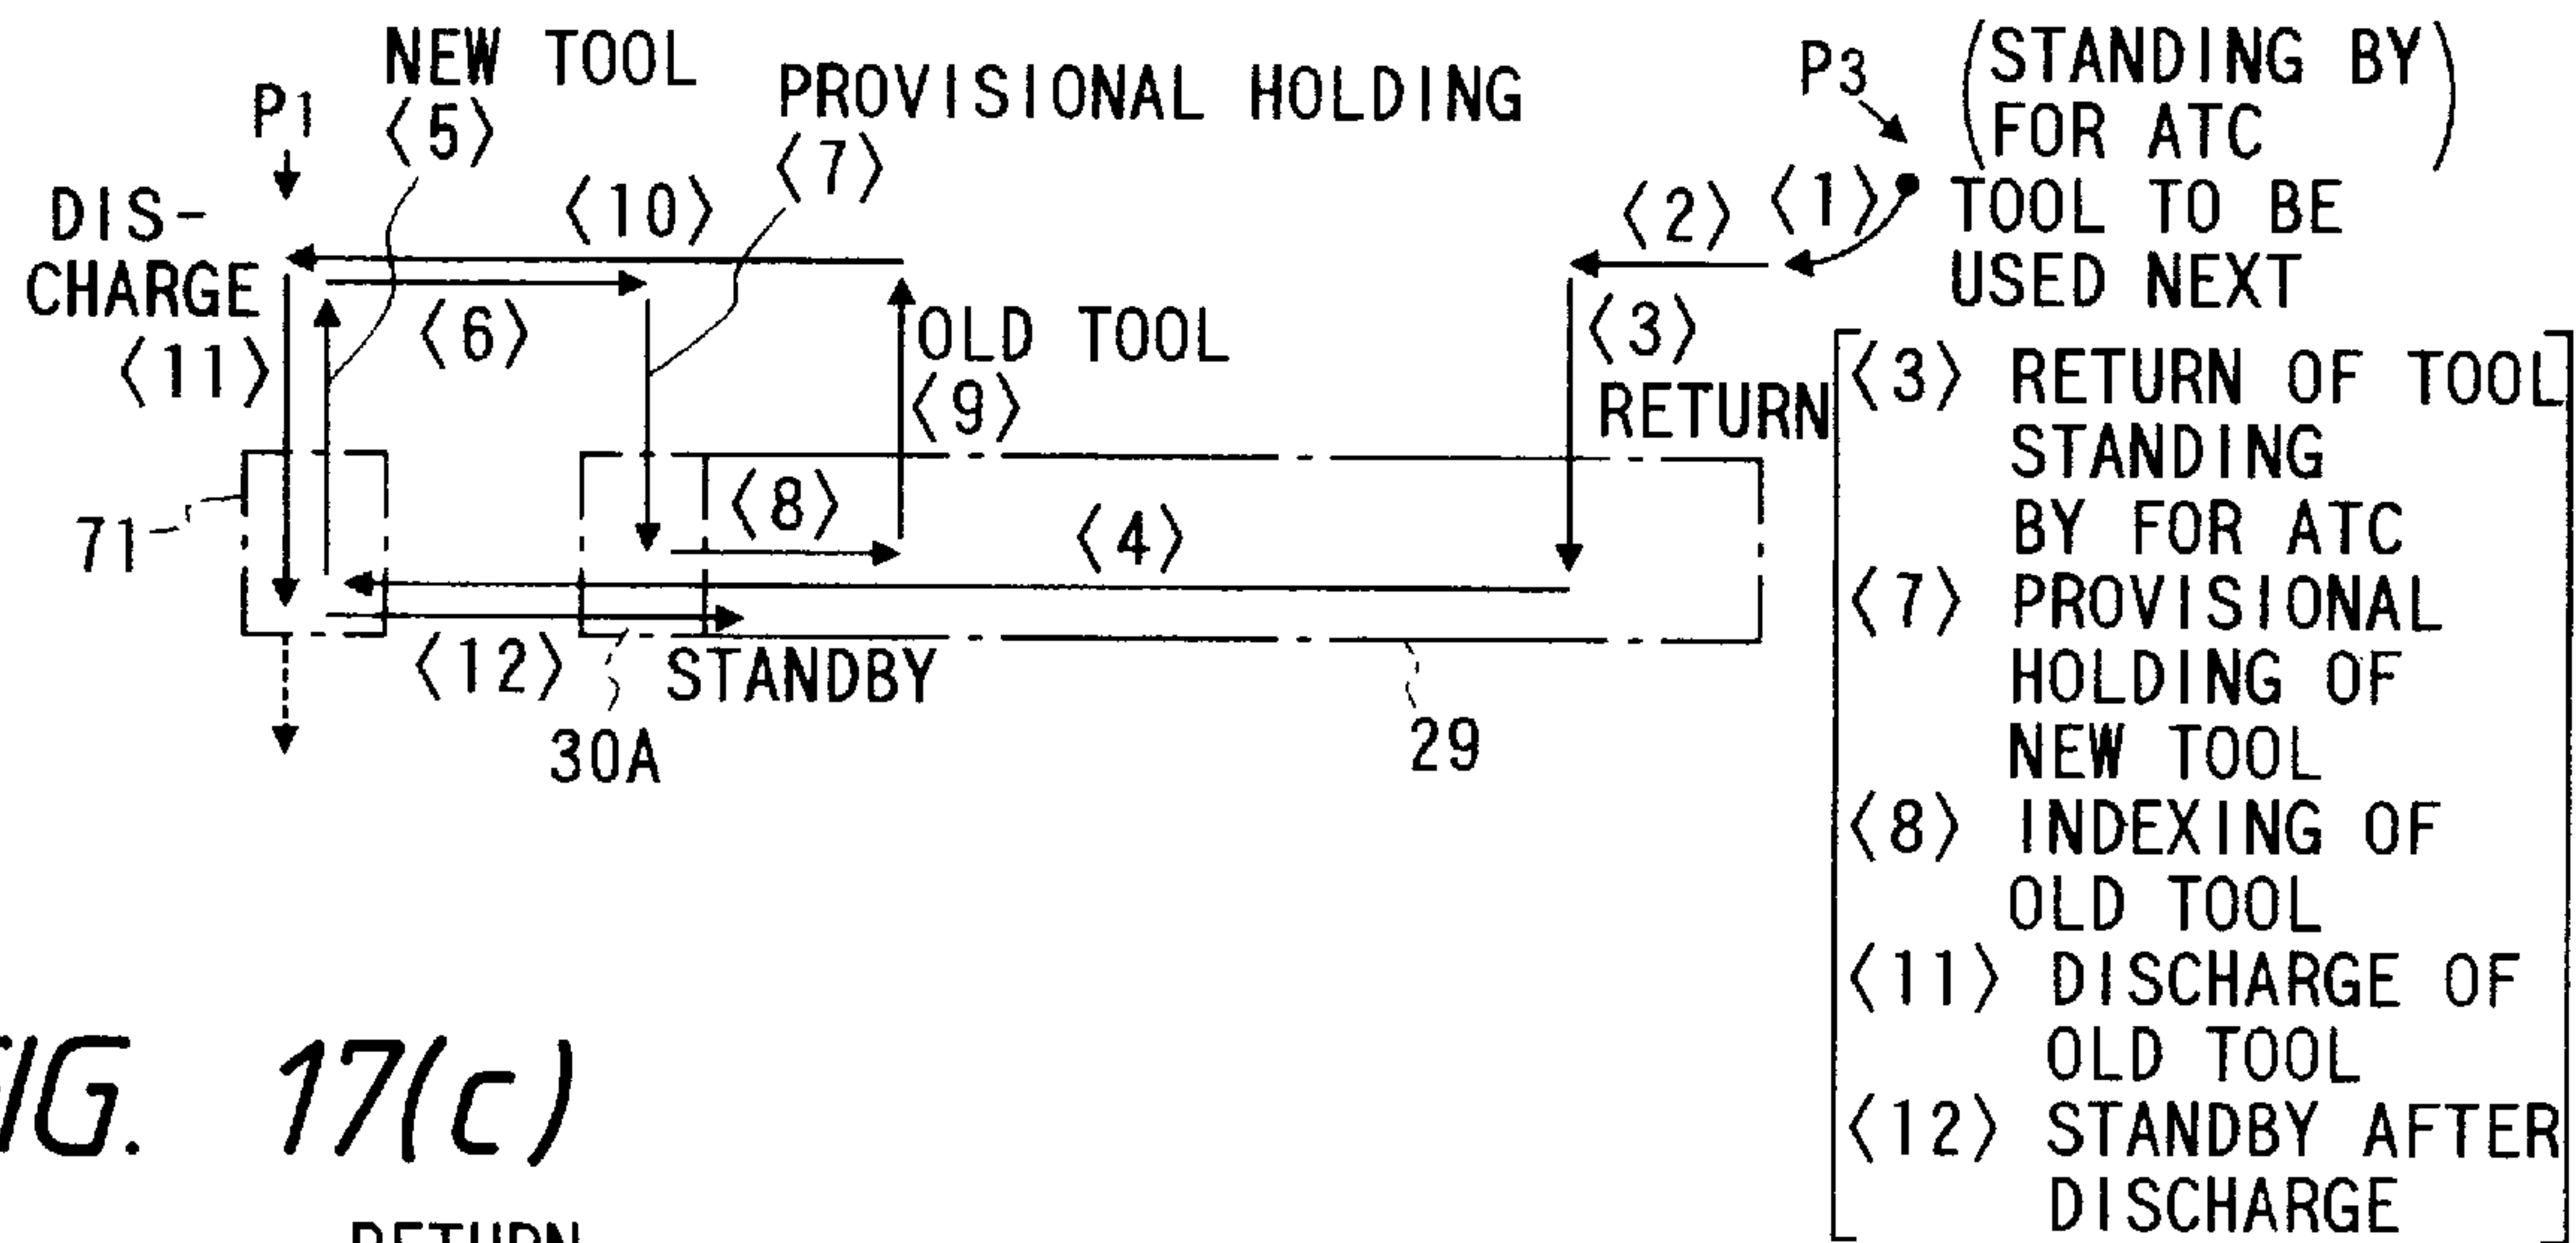 NEW TOOL
〈5〉
P1
PROVISIONAL HOLDING
〈7〉
P3
(STANDING BY)
(FOR ATC)
TOOL TO BE
USED NEXT
DIS-
CHARGE
〈11〉
〈10〉
〈6〉
OLD TOOL
〈9〉
〈2〉 〈1〉
〈3〉
RETURN
71
〈8〉
〈4〉
〈12〉
STANDBY
30A
29
〈3〉 RETURN OF TOOL
STANDING
BY FOR ATC
〈7〉 PROVISIONAL
HOLDING OF
NEW TOOL
〈8〉 INDEXING OF
OLD TOOL
〈11〉 DISCHARGE OF
OLD TOOL
〈12〉 STANDBY AFTER
DISCHARGE
IG. 17(c)
RETURN